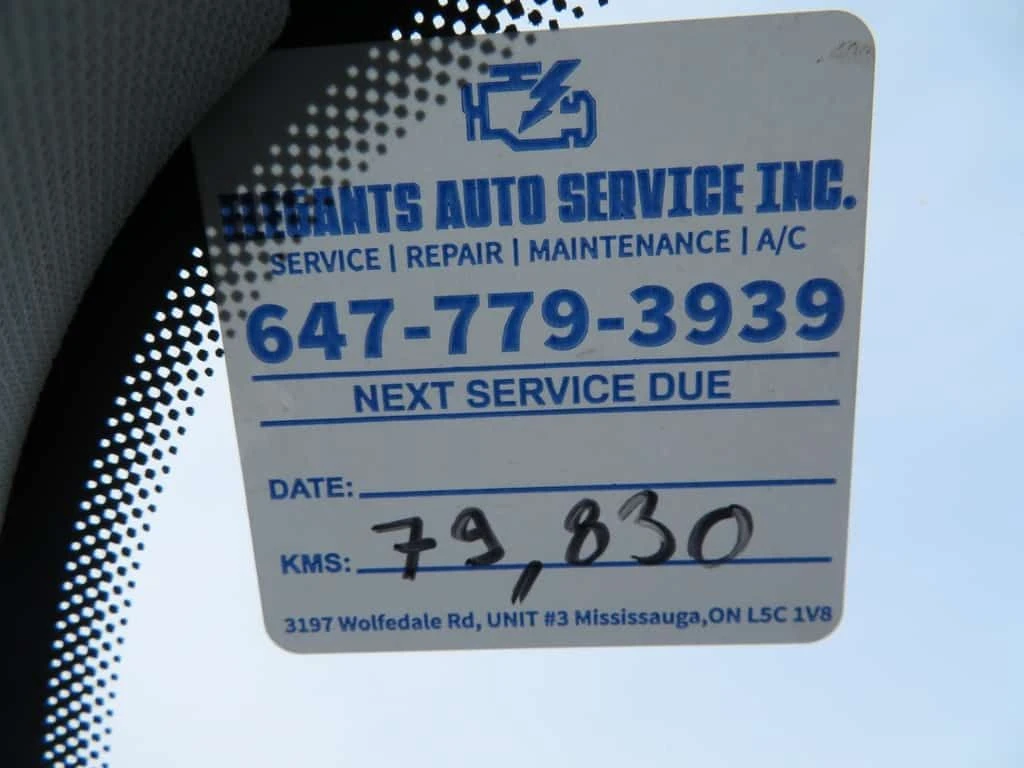 ELEGANTS AUTO SERVICE INC.
SERVICE | REPAIR | MAINTENANCE | A/C
647-779-3939
NEXT SERVICE DUE
DATE:
KMS: 79,830
3197 Wolfedale Rd, UNIT #3 Mississauga,ON L5C 1V8